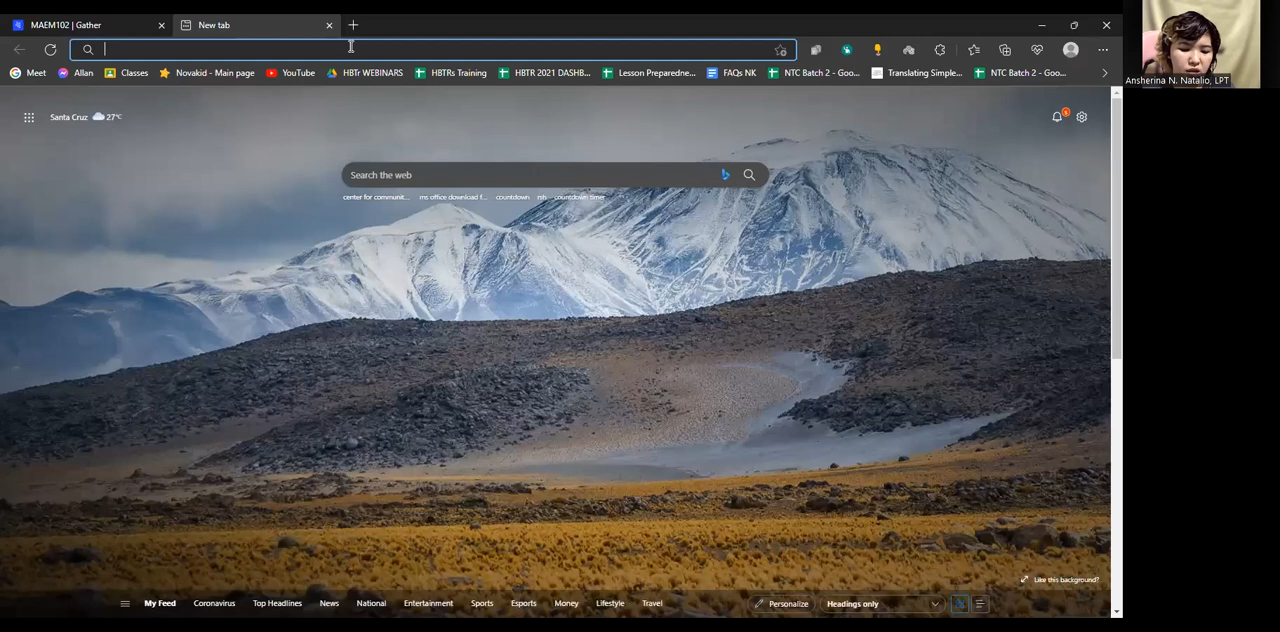 MAEM102 | Gather
New tab
Meet
Allan
Classes
Novakid - Main page
YouTube
HBTr WEBINARS
HBTRs Training
HBTR 2021 DASHB...
Lesson Preparedne...
FAQs NK
NTC Batch 2 - Goo...
Translating Simple...
NTC Batch 2 - Goo...
Ansherina N. Natalio, LPT
Santa Cruz 27°C
5
Search the web
center for communit... ms office download f... countdown rsh countdown timer
Like this background?
My Feed Coronavirus Top Headlines News National Entertainment Sports Esports Money Lifestyle Travel Personalize Headings only